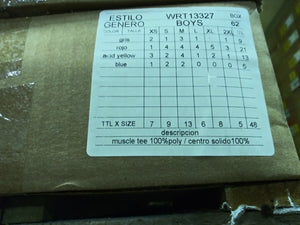 ESTILO WRT13327 BOX
GENERO BOYS 62
COLOR TALLA XS S M L XL 2XL
gris 2 1 3 1 1 1 9
rojo 1 4 4 4 5 3 21
acid yellow 3 2 4 1 2 1 13
blue 1 2 2 0 0 0 5
TTL X SIZE 7 9 13 6 8 5 48
descripcion
muscle tee 100%poly / centro solido100%